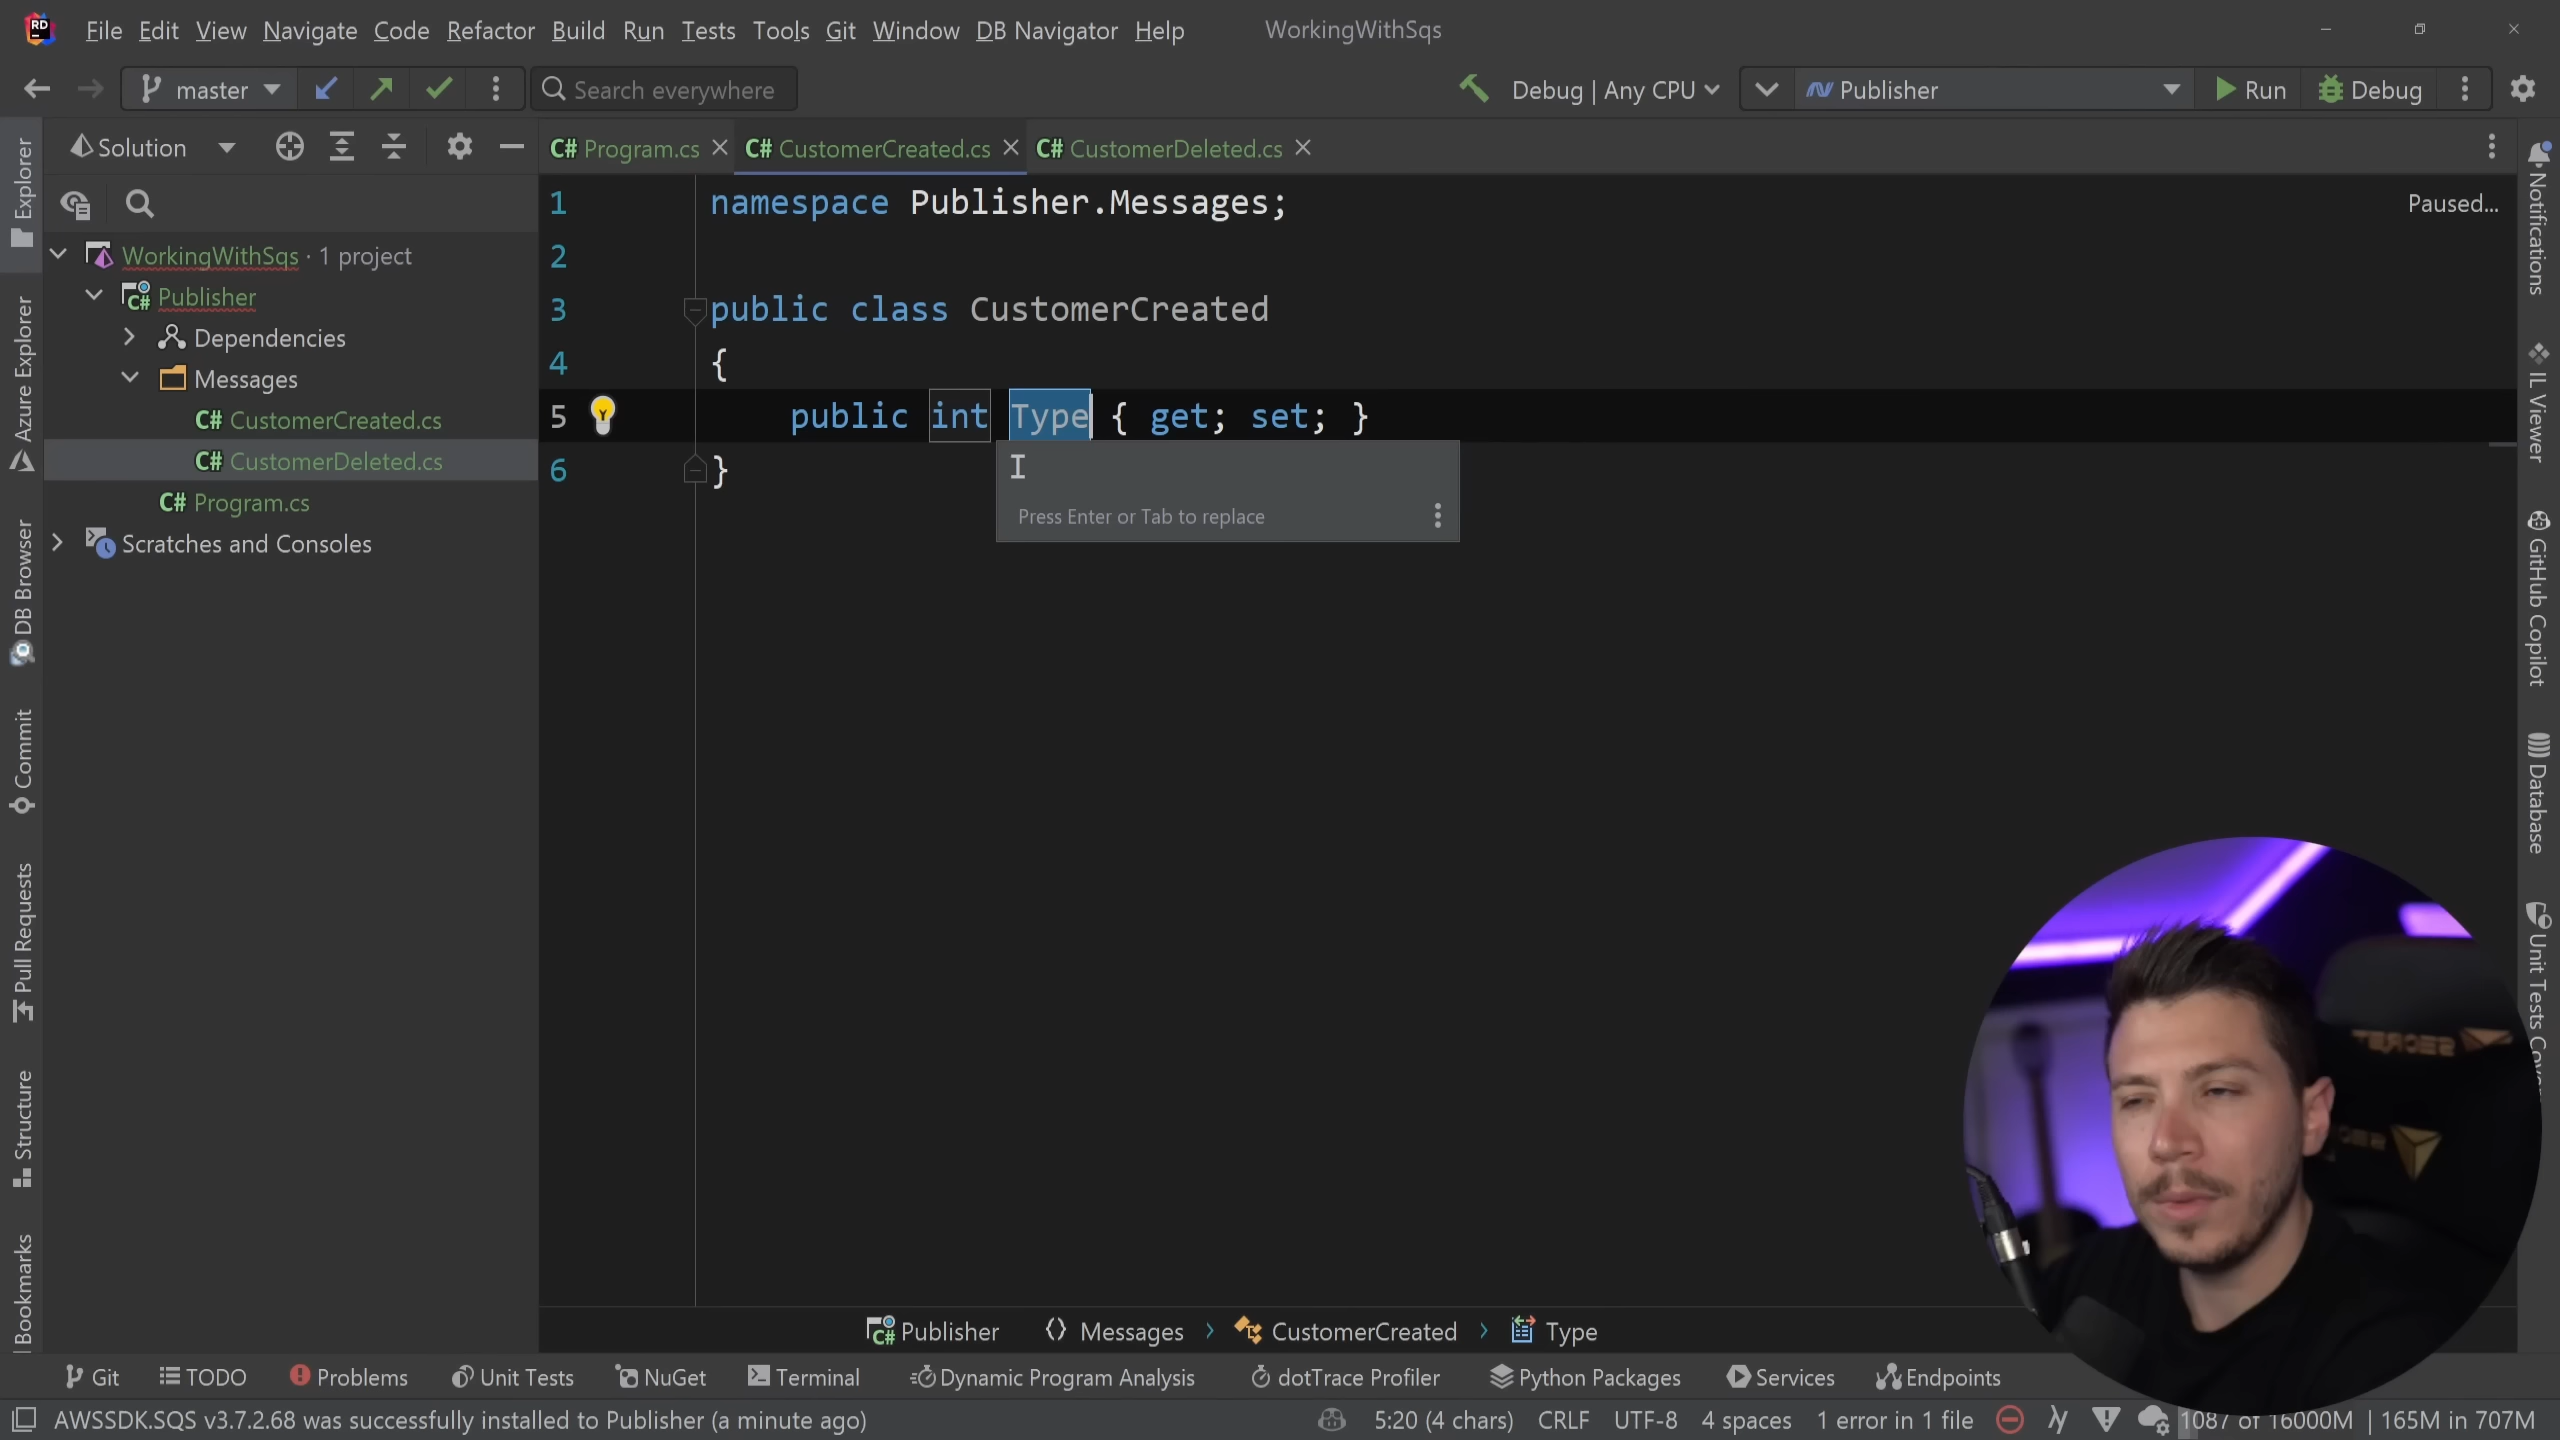 RD File Edit View Navigate Code Refactor Build Run Tests Tools Git Window DB Navigator Help WorkingWithSqs
master Search everywhere Debug | Any CPU Publisher Run Debug
Solution
C# Program.cs C# CustomerCreated.cs C# CustomerDeleted.cs
WorkingWithSqs · 1 project
C# Publisher
Dependencies
Messages
C# CustomerCreated.cs
C# CustomerDeleted.cs
C# Program.cs
Scratches and Consoles
1 namespace Publisher.Messages;
Paused...
2
3 public class CustomerCreated
4 {
5 public int Type { get; set; }
6 }
Press Enter or Tab to replace
Explorer
Azure Explorer
DB Browser
Commit
Pull Requests
Structure
Bookmarks
Notifications
IL Viewer
GitHub Copilot
Database
Unit Tests
C# Publisher Messages CustomerCreated Type
Git TODO Problems Unit Tests NuGet Terminal Dynamic Program Analysis dotTrace Profiler Python Packages Services Endpoints
AWSSDK.SQS v3.7.2.68 was successfully installed to Publisher (a minute ago) 5:20 (4 chars) CRLF UTF-8 4 spaces 1 error in 1 file 1087 of 16000M | 165M in 707M